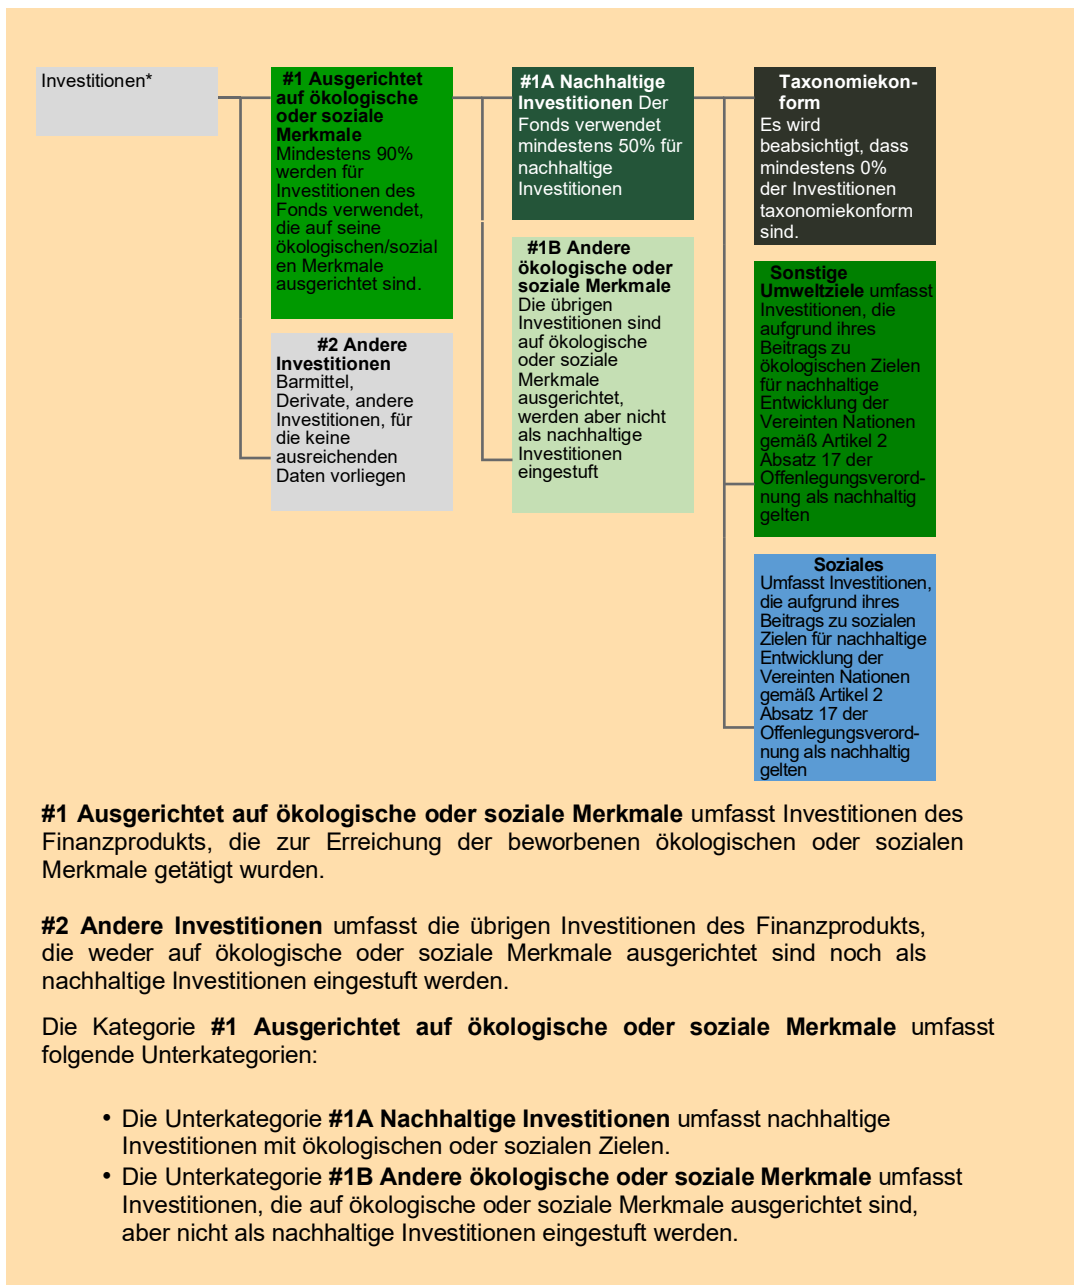 Investitionen*
#1 Ausgerichtet
auf ökologische
oder soziale
Merkmale
Mindestens 90%
werden für
Investitionen des
Fonds verwendet,
die auf seine
ökologischen/sozial
en Merkmale
ausgerichtet sind.
#2 Andere
Investitionen
Barmittel,
Derivate, andere
Investitionen, für
die keine
ausreichenden
Daten vorliegen
#1A Nachhaltige
Investitionen Der
Fonds verwendet
mindestens 50% für
nachhaltige
Investitionen
#1B Andere
ökologische oder
soziale Merkmale
Die übrigen
Investitionen sind
auf ökologische
oder soziale
Merkmale
ausgerichtet,
werden aber nicht
als nachhaltige
Investitionen
eingestuft
Taxonomiekon-
form
Es wird
beabsichtigt, dass
mindestens 0%
der Investitionen
taxonomiekonform
sind.
Sonstige
Umweltziele umfasst
Investitionen, die
aufgrund ihres
Beitrags zu
ökologischen Zielen
für nachhaltige
Entwicklung der
Vereinten Nationen
gemäß Artikel 2
Absatz 17 der
Offenlegungsverord-
nung als nachhaltig
gelten
Soziales
Umfasst Investitionen,
die aufgrund ihres
Beitrags zu sozialen
Zielen für nachhaltige
Entwicklung der
Vereinten Nationen
gemäß Artikel 2
Absatz 17 der
Offenlegungsverord-
nung als nachhaltig
gelten
#1 Ausgerichtet auf ökologische oder soziale Merkmale umfasst Investitionen des
Finanzprodukts, die zur Erreichung der beworbenen ökologischen oder sozialen
Merkmale getätigt wurden.
#2 Andere Investitionen umfasst die übrigen Investitionen des Finanzprodukts,
die weder auf ökologische oder soziale Merkmale ausgerichtet sind noch als
nachhaltige Investitionen eingestuft werden.
Die Kategorie #1 Ausgerichtet auf ökologische oder soziale Merkmale umfasst
folgende Unterkategorien:
• Die Unterkategorie #1A Nachhaltige Investitionen umfasst nachhaltige
Investitionen mit ökologischen oder sozialen Zielen.
• Die Unterkategorie #1B Andere ökologische oder soziale Merkmale umfasst
Investitionen, die auf ökologische oder soziale Merkmale ausgerichtet sind,
aber nicht als nachhaltige Investitionen eingestuft werden.